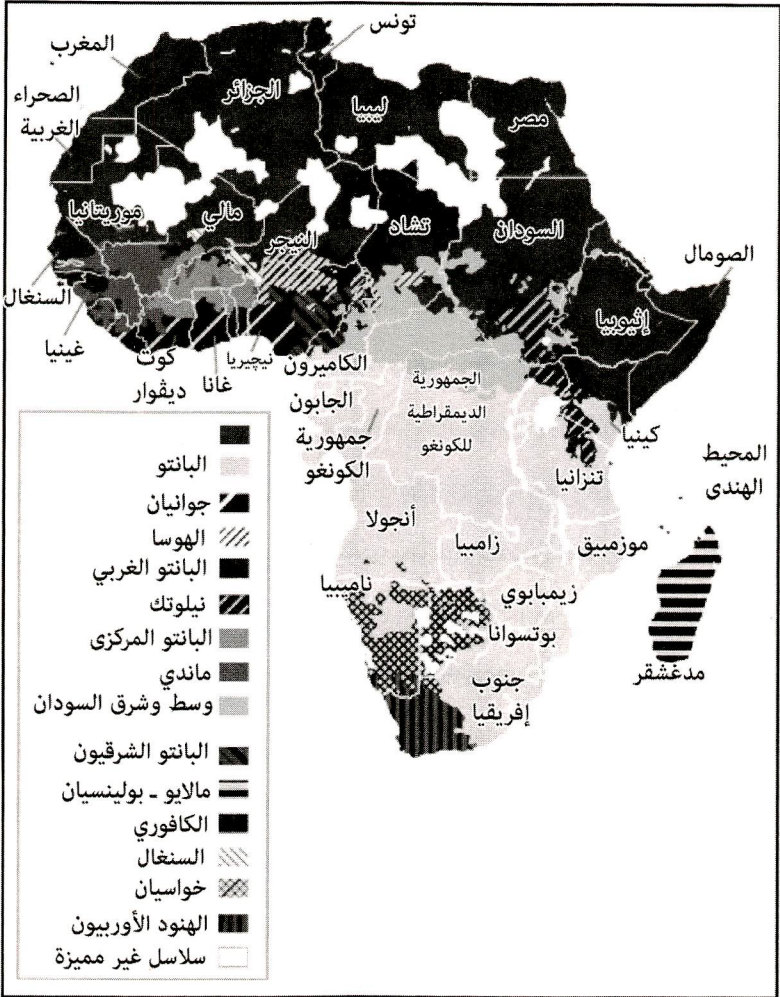 تونس
المغرب
الصحراء
الغربية
الجزائر
ليبيا
مصر
موريتانيا
مالي
النيجر
تشاد
السودان
الصومال
السنغال
إثيوبيا
غينيا
كوت
ديڤوار
غانا
نيچيريا
الكاميرون
الجابون
جمهورية
الكونغو
الجمهورية
الديمقراطية
للكونغو
كينيا
تنزانيا
المحيط
الهندى
أنجولا
زامبيا
موزمبيق
ناميبيا
زيمبابوي
بوتسوانا
جنوب
إفريقيا
مدغشقر
البانتو
جوانيان
الهوسا
البانتو الغربي
نيلوتك
البانتو المركزى
ماندي
وسط وشرق السودان
البانتو الشرقيون
مالايو - بولينسيان
الكافوري
السنغال
خواسيان
الهنود الأوربيون
سلاسل غير مميزة